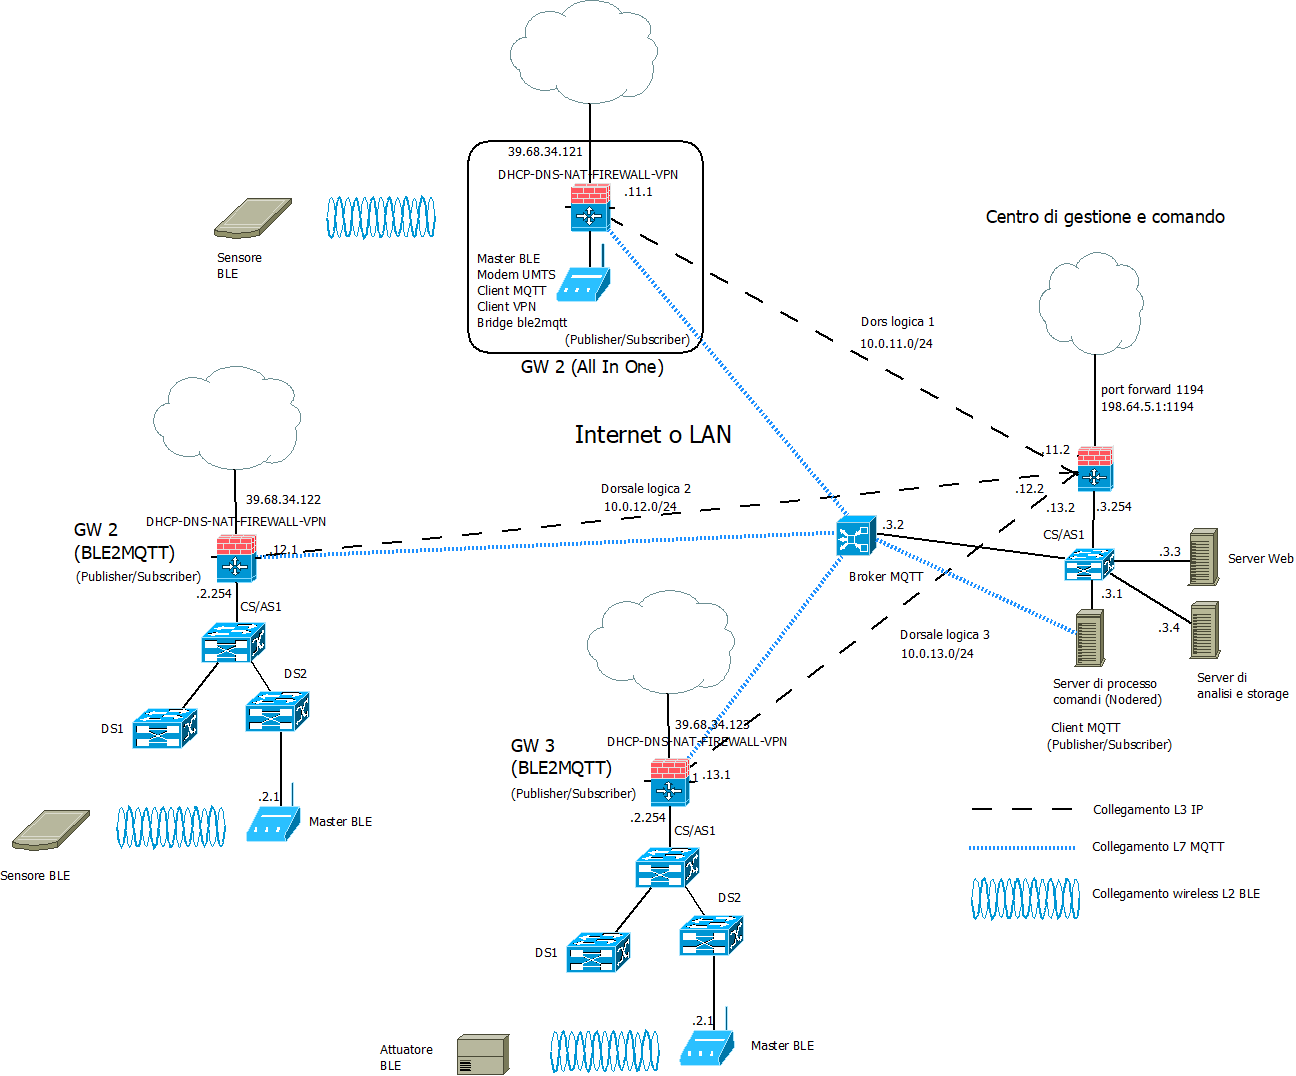 39.68.34.121
DHCP-DNS-NAT-FIREWALL-VPN
.11.1
Sensore
BLE
Master BLE
Modem UMTS
Client MQTT
Client VPN
Bridge ble2mqtt
(Publisher/Subscriber)
GW 2 (All In One)
Centro di gestione e comando
Dors logica 1
10.0.11.0/24
port forward 1194
198.64.5.1:1194
Internet o LAN
.11.2
.12.2
.13.2
.3.254
Dorsale logica 2
10.0.12.0/24
39.68.34.122
DHCP-DNS-NAT-FIREWALL-VPN
GW 2
(BLE2MQTT)
(Publisher/Subscriber)
.12.1
.2.254
CS/AS1
DS2
DS1
.2.1
Master BLE
Sensore BLE
.3.2
Broker MQTT
CS/AS1
.3.3
Server Web
.3.1
.3.4
Server di
analisi e storage
Server di processo
comandi (Nodered)
Client MQTT
(Publisher/Subscriber)
Dorsale logica 3
10.0.13.0/24
39.68.34.123
DHCP-DNS-NAT-FIREWALL-VPN
GW 3
(BLE2MQTT)
(Publisher/Subscriber)
.1
.13.1
.2.254
CS/AS1
DS2
DS1
.2.1
Master BLE
Attuatore
BLE
Collegamento L3 IP
Collegamento L7 MQTT
Collegamento wireless L2 BLE